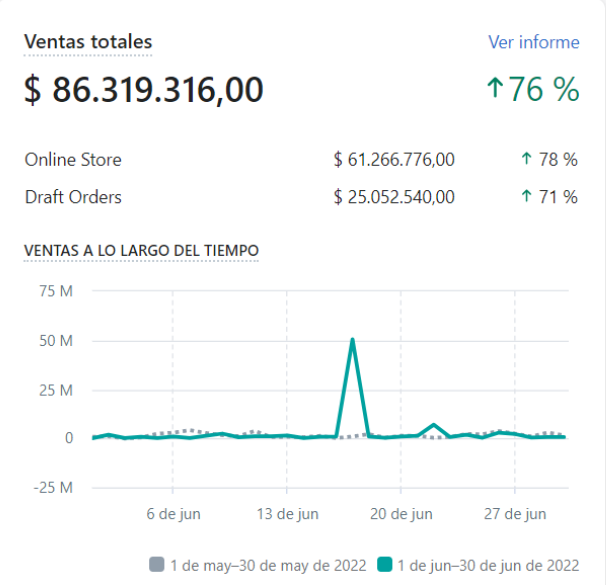 Ventas totales Ver informe
$ 86.319.316,00 ↑76 %
Online Store $ 61.266.776,00 ↑ 78 %
Draft Orders $ 25.052.540,00 ↑ 71 %
VENTAS A LO LARGO DEL TIEMPO
75 M
50 M
25 M
0
-25 M
6 de jun 13 de jun 20 de jun 27 de jun
1 de may–30 de may de 2022 1 de jun–30 de jun de 2022